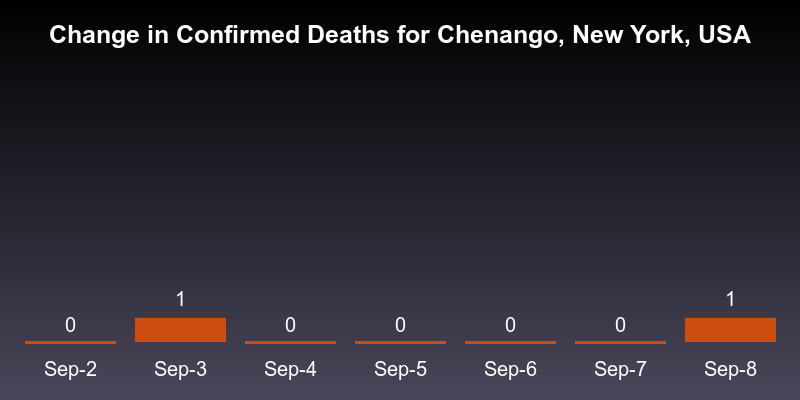 Change in Confirmed Deaths for Chenango, New York, USA
0 1 0 0 0 0 1
Sep-2 Sep-3 Sep-4 Sep-5 Sep-6 Sep-7 Sep-8